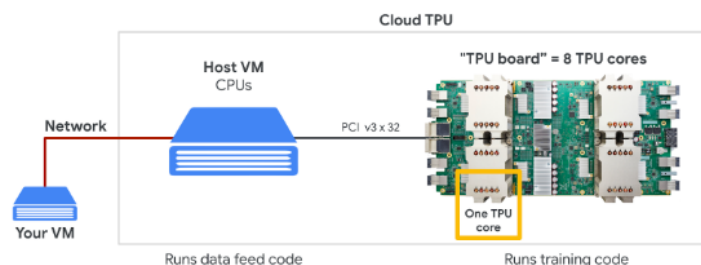 Cloud TPU
Host VM
CPUs
"TPU board" = 8 TPU cores
Network
PCI v3 x 32
One TPU
core
Your VM
Runs data feed code
Runs training code